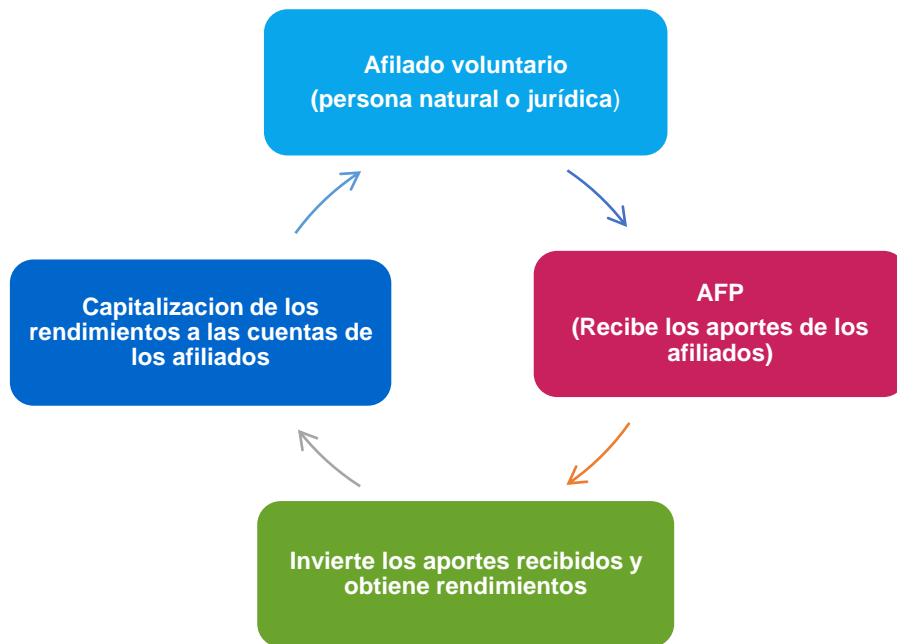 Afilado voluntario
(persona natural o jurídica)
AFP
(Recibe los aportes de los
afiliados)
Invierte los aportes recibidos y
obtiene rendimientos
Capitalizacion de los
rendimientos a las cuentas de
los afiliados